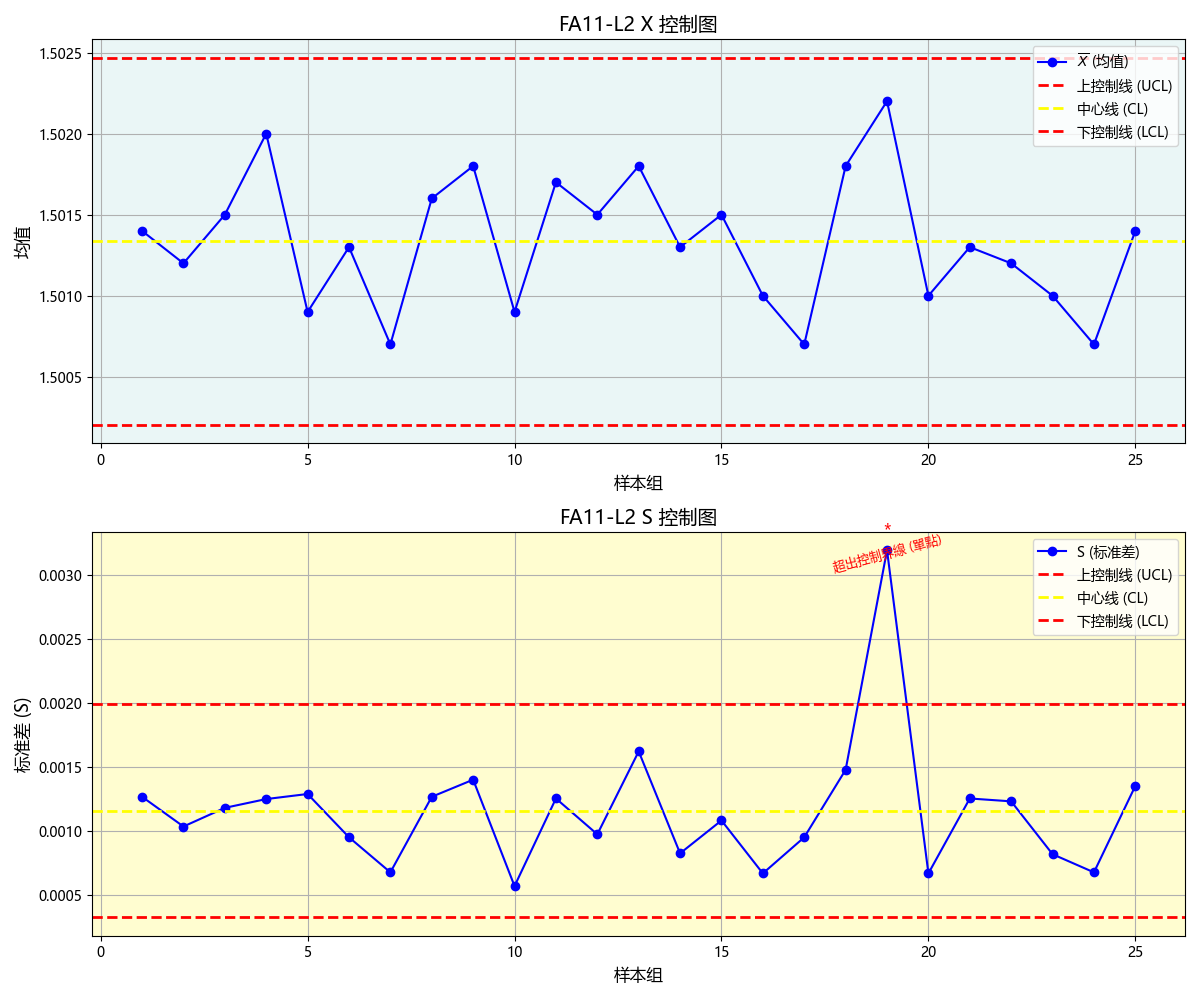 FA11-L2 X 控制图
1.5025
1.5020
1.5015
1.5010
1.5005
均值
X (均值)
上控制线 (UCL)
中心线 (CL)
下控制线 (LCL)
0 5 10 15 20 25
样本组
FA11-L2 S 控制图
*
超出控制界線 (單點)
0.0030
0.0025
0.0020
0.0015
0.0010
0.0005
标准差 (S)
S (标准差)
上控制线 (UCL)
中心线 (CL)
下控制线 (LCL)
0 5 10 15 20 25
样本组